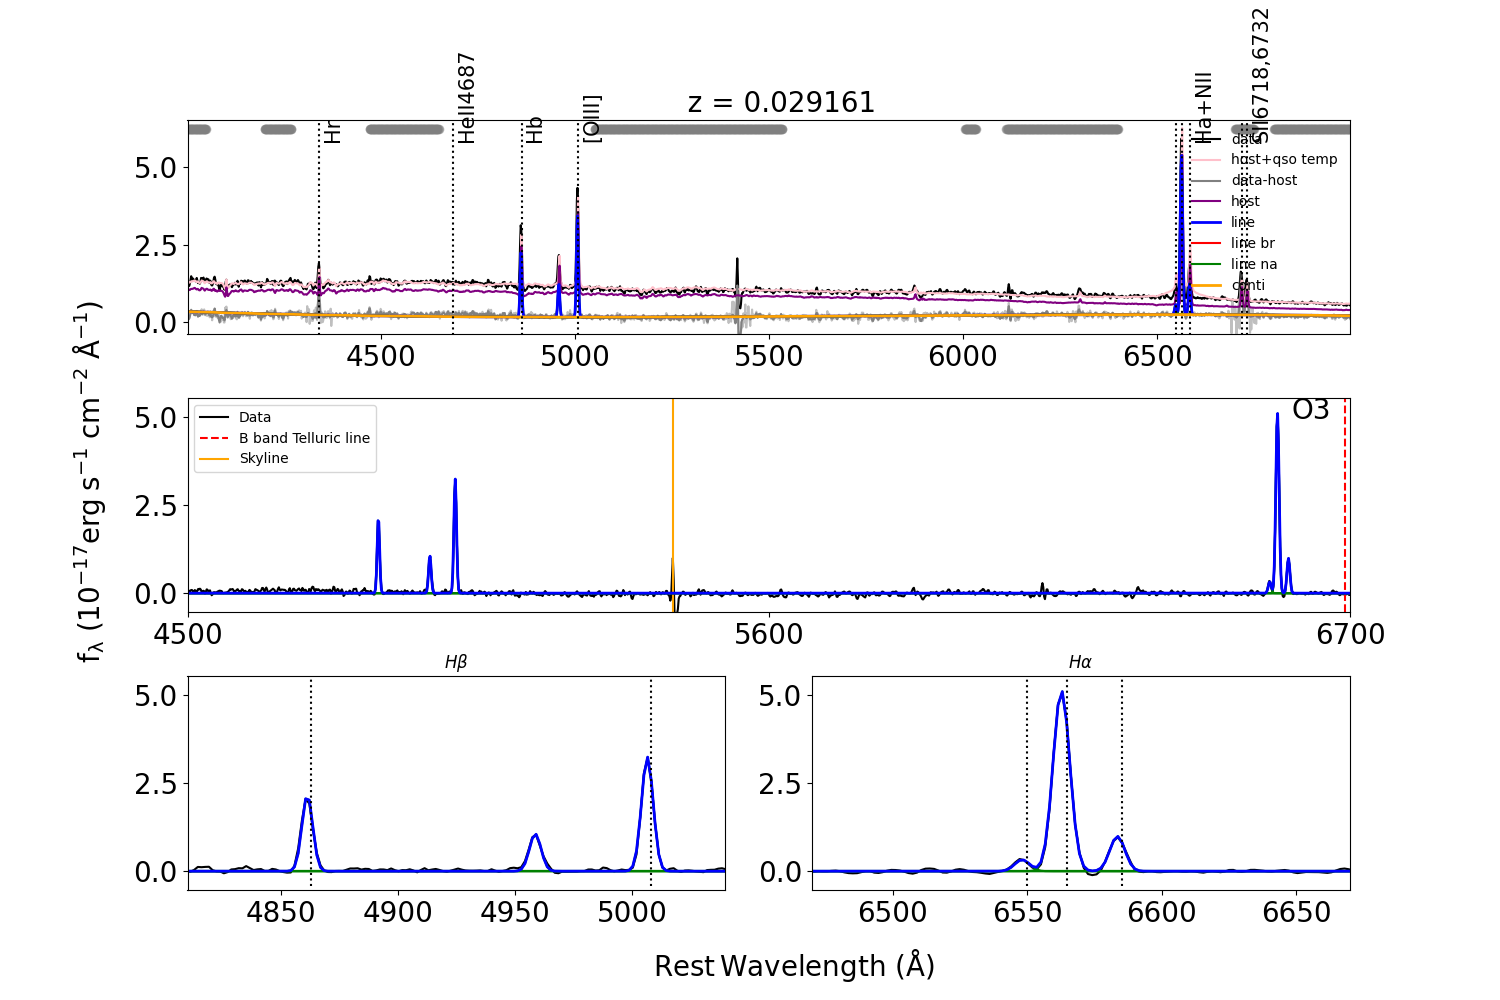 z = 0.029161
Hr
HeII4687
Hb
[OIII]
Ha+NII
SII6718,6732
data
host+qso temp
data-host
host
line
line br
line na
conti
5.0
2.5
0.0
4500 5000 5500 6000 6500
Data
B band Telluric line
Skyline
O3
5.0
2.5
0.0
4500 5600 6700
fλ (10⁻¹⁷erg s⁻¹ cm⁻² Å⁻¹)
Hβ
5.0
2.5
0.0
4850 4900 4950 5000
Hα
5.0
2.5
0.0
6500 6550 6600 6650
Rest Wavelength (Å)